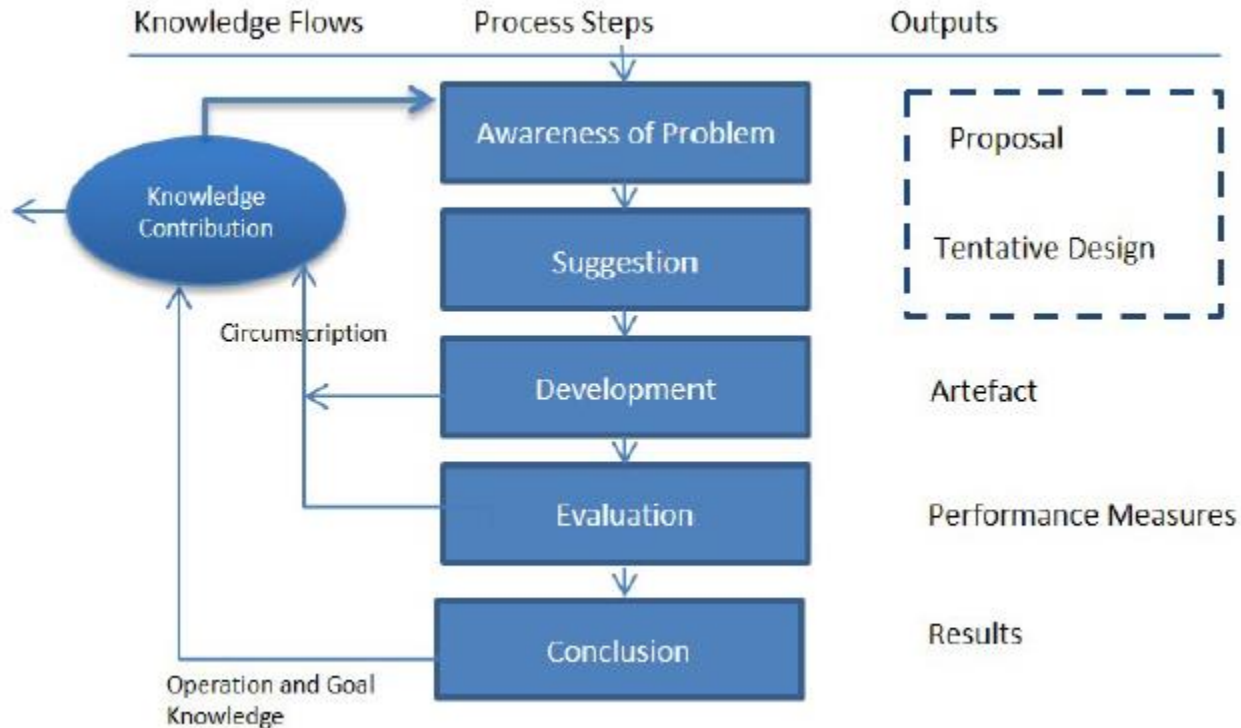 Knowledge Flows
Process Steps
Outputs
Awareness of Problem
Proposal
Knowledge
Contribution
Suggestion
Tentative Design
Circumscription
Development
Artefact
Evaluation
Performance Measures
Conclusion
Results
Operation and Goal
Knowledge